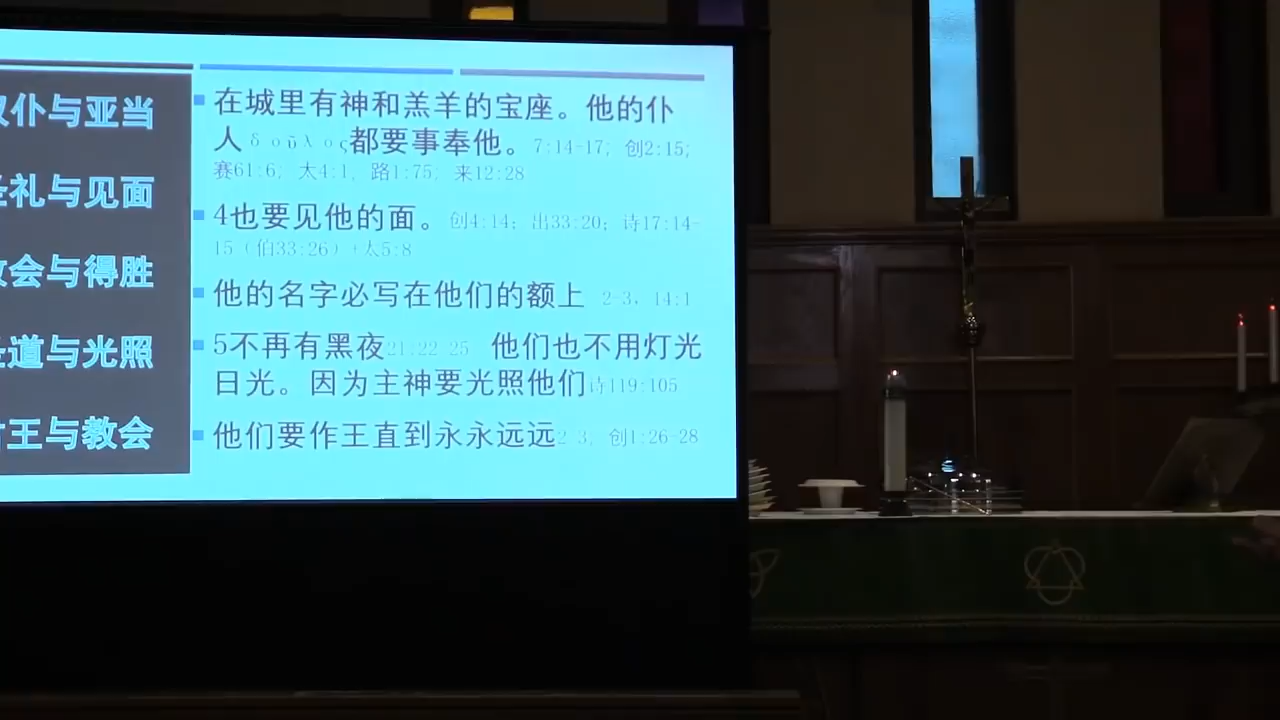 仆与亚当
礼与见面
会与得胜
道与光照
王与教会
在城里有神和羔羊的宝座。他的仆
人δοῦλος都要事奉他。7:14-17; 创2:15;
赛61:6; 太4:1, 路1:75; 来12:28
4也要见他的面。创4:14; 出33:20; 诗17:14-
15（伯33:26）+太5:8
他的名字必写在他们的额上 2-3, 14:1
5不再有黑夜21:22-25 他们也不用灯光
日光。因为主神要光照他们诗119:105
他们要作王直到永永远远2-3; 创1:26-28